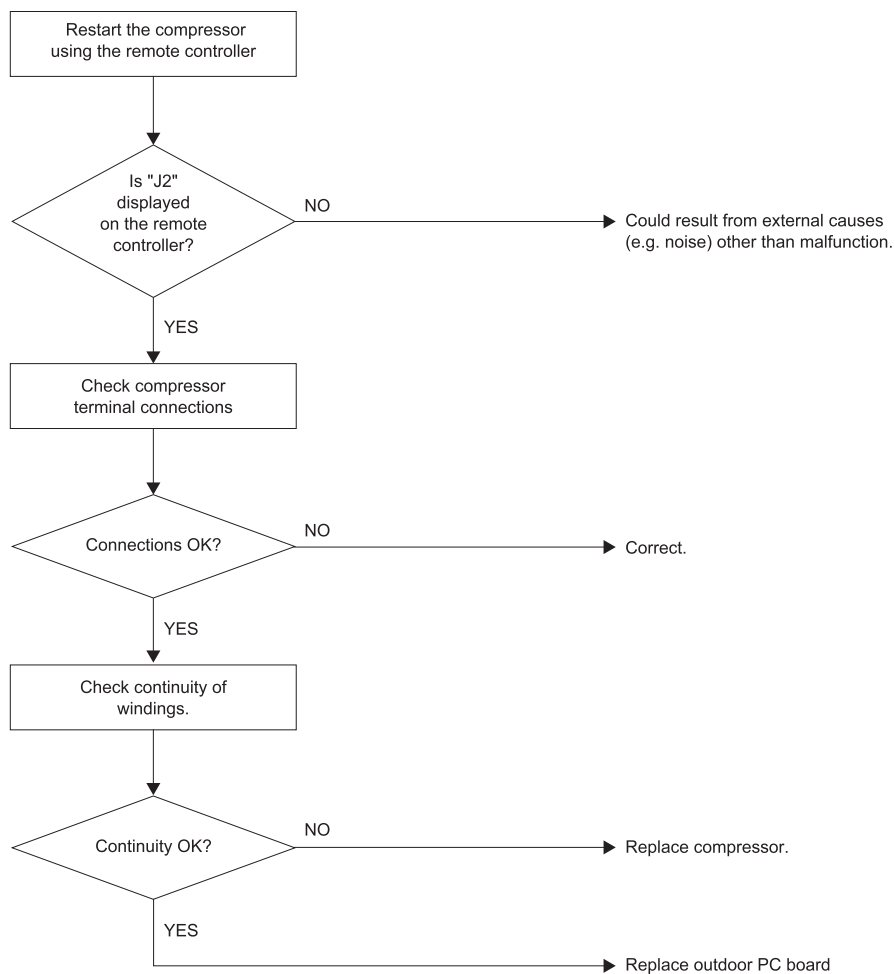 Restart the compressor
using the remote controller
Is "J2"
displayed
on the remote
controller?
NO
Could result from external causes
(e.g. noise) other than malfunction.
YES
Check compressor
terminal connections
Connections OK?
NO
Correct.
YES
Check continuity of
windings.
Continuity OK?
NO
Replace compressor.
YES
Replace outdoor PC board